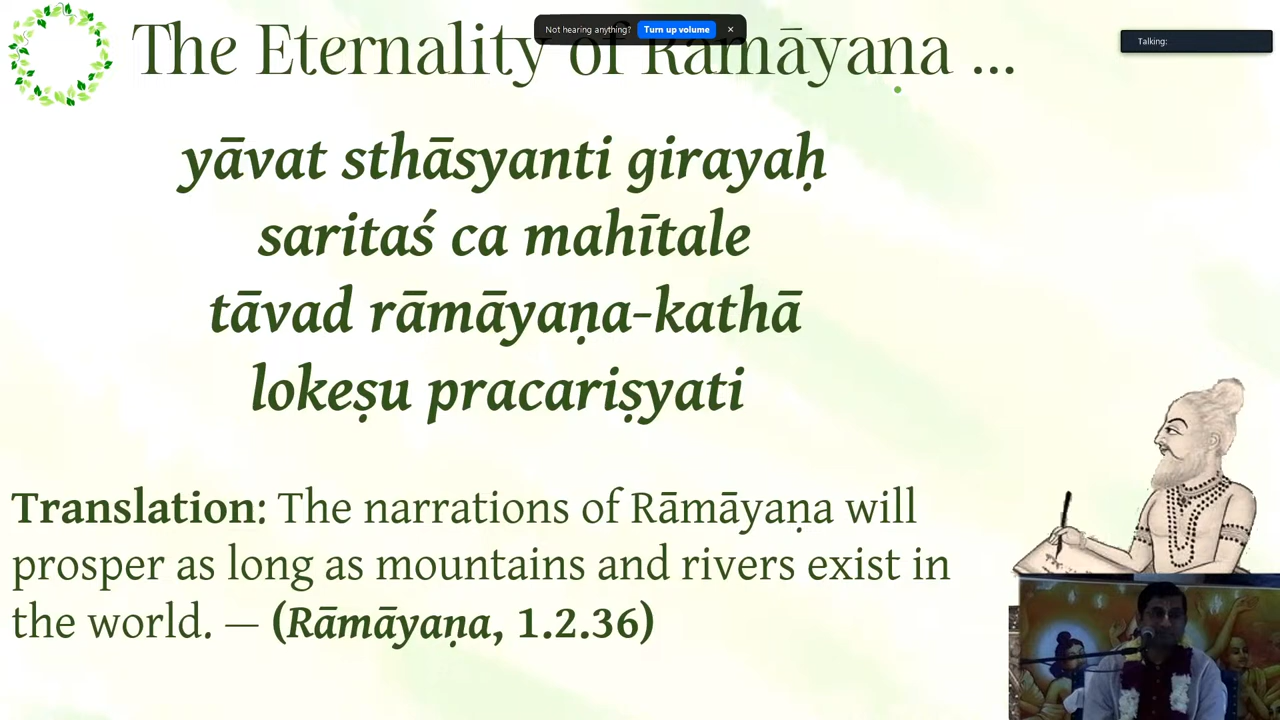 Not hearing anything? Turn up volume ×
Talking:
The Eternality of Rāmāyaṇa ...
yāvat sthāsyanti girayaḥ
saritaś ca mahītale
tāvad rāmāyaṇa-kathā
lokeṣu pracariṣyati
Translation: The narrations of Rāmāyaṇa will
prosper as long as mountains and rivers exist in
the world. — (Rāmāyaṇa, 1.2.36)